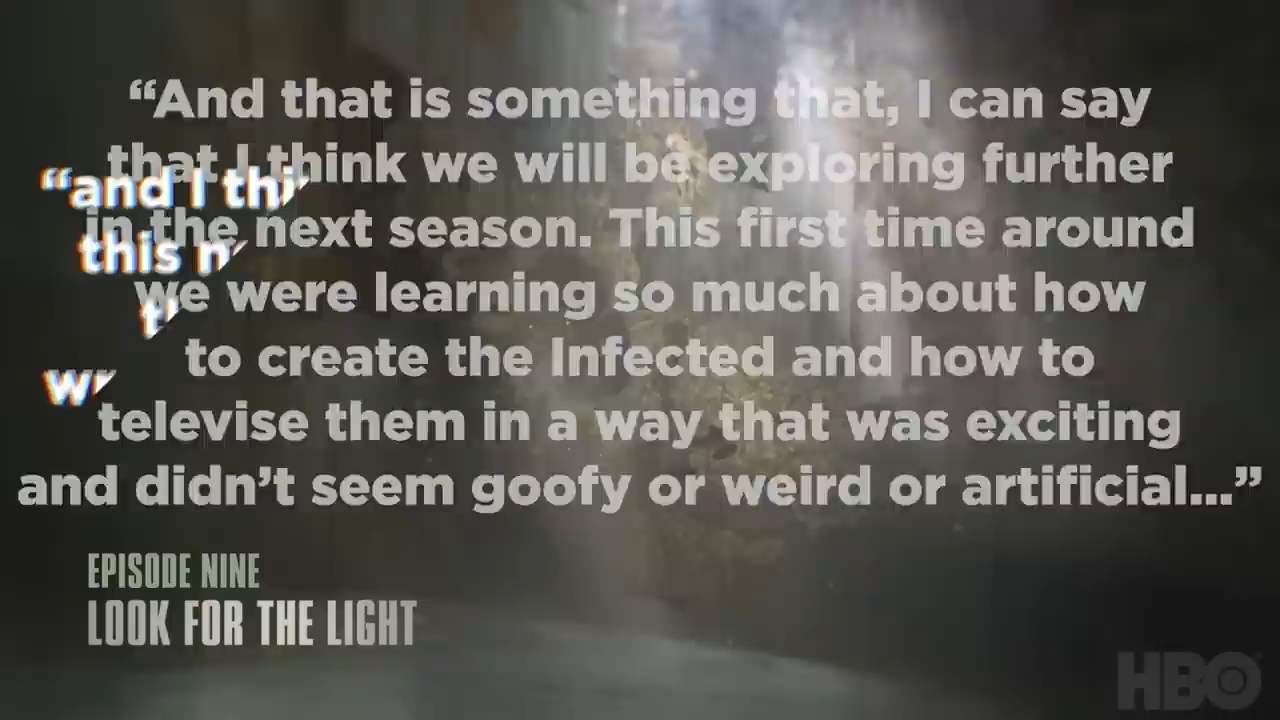 “And that is something that, I can say
that I think we will be exploring further
in the next season. This first time around
we were learning so much about how
to create the Infected and how to
televise them in a way that was exciting
and didn’t seem goofy or weird or artificial...”
“and I
this
EPISODE NINE
LOOK FOR THE LIGHT
HBO